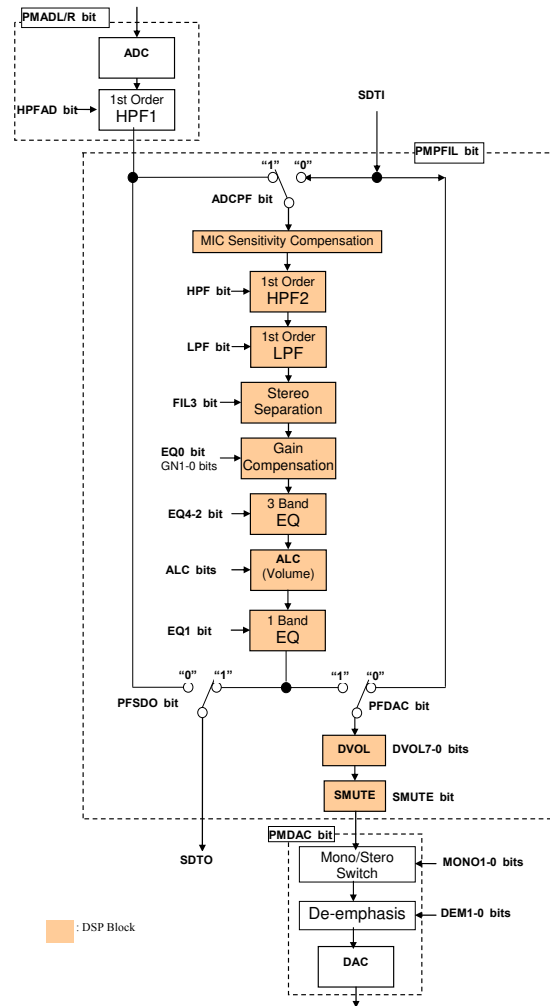 PMADL/R bit
ADC
HPFAD bit
1st Order
HPF1
SDTI
PMPFIL bit
“1”
“0”
ADCPF bit
MIC Sensitivity Compensation
HPF bit
1st Order
HPF2
LPF bit
1st Order
LPF
FIL3 bit
Stereo
Separation
EQ0 bit
GN1-0 bits
Gain
Compensation
EQ4-2 bit
3 Band
EQ
ALC bits
ALC
(Volume)
EQ1 bit
1 Band
EQ
“0”
“1”
PFSDO bit
“1”
“0”
PFDAC bit
DVOL
DVOL7-0 bits
SMUTE
SMUTE bit
SDTO
PMDAC bit
Mono/Stero
Switch
MONO1-0 bits
De-emphasis
DEM1-0 bits
DAC
: DSP Block